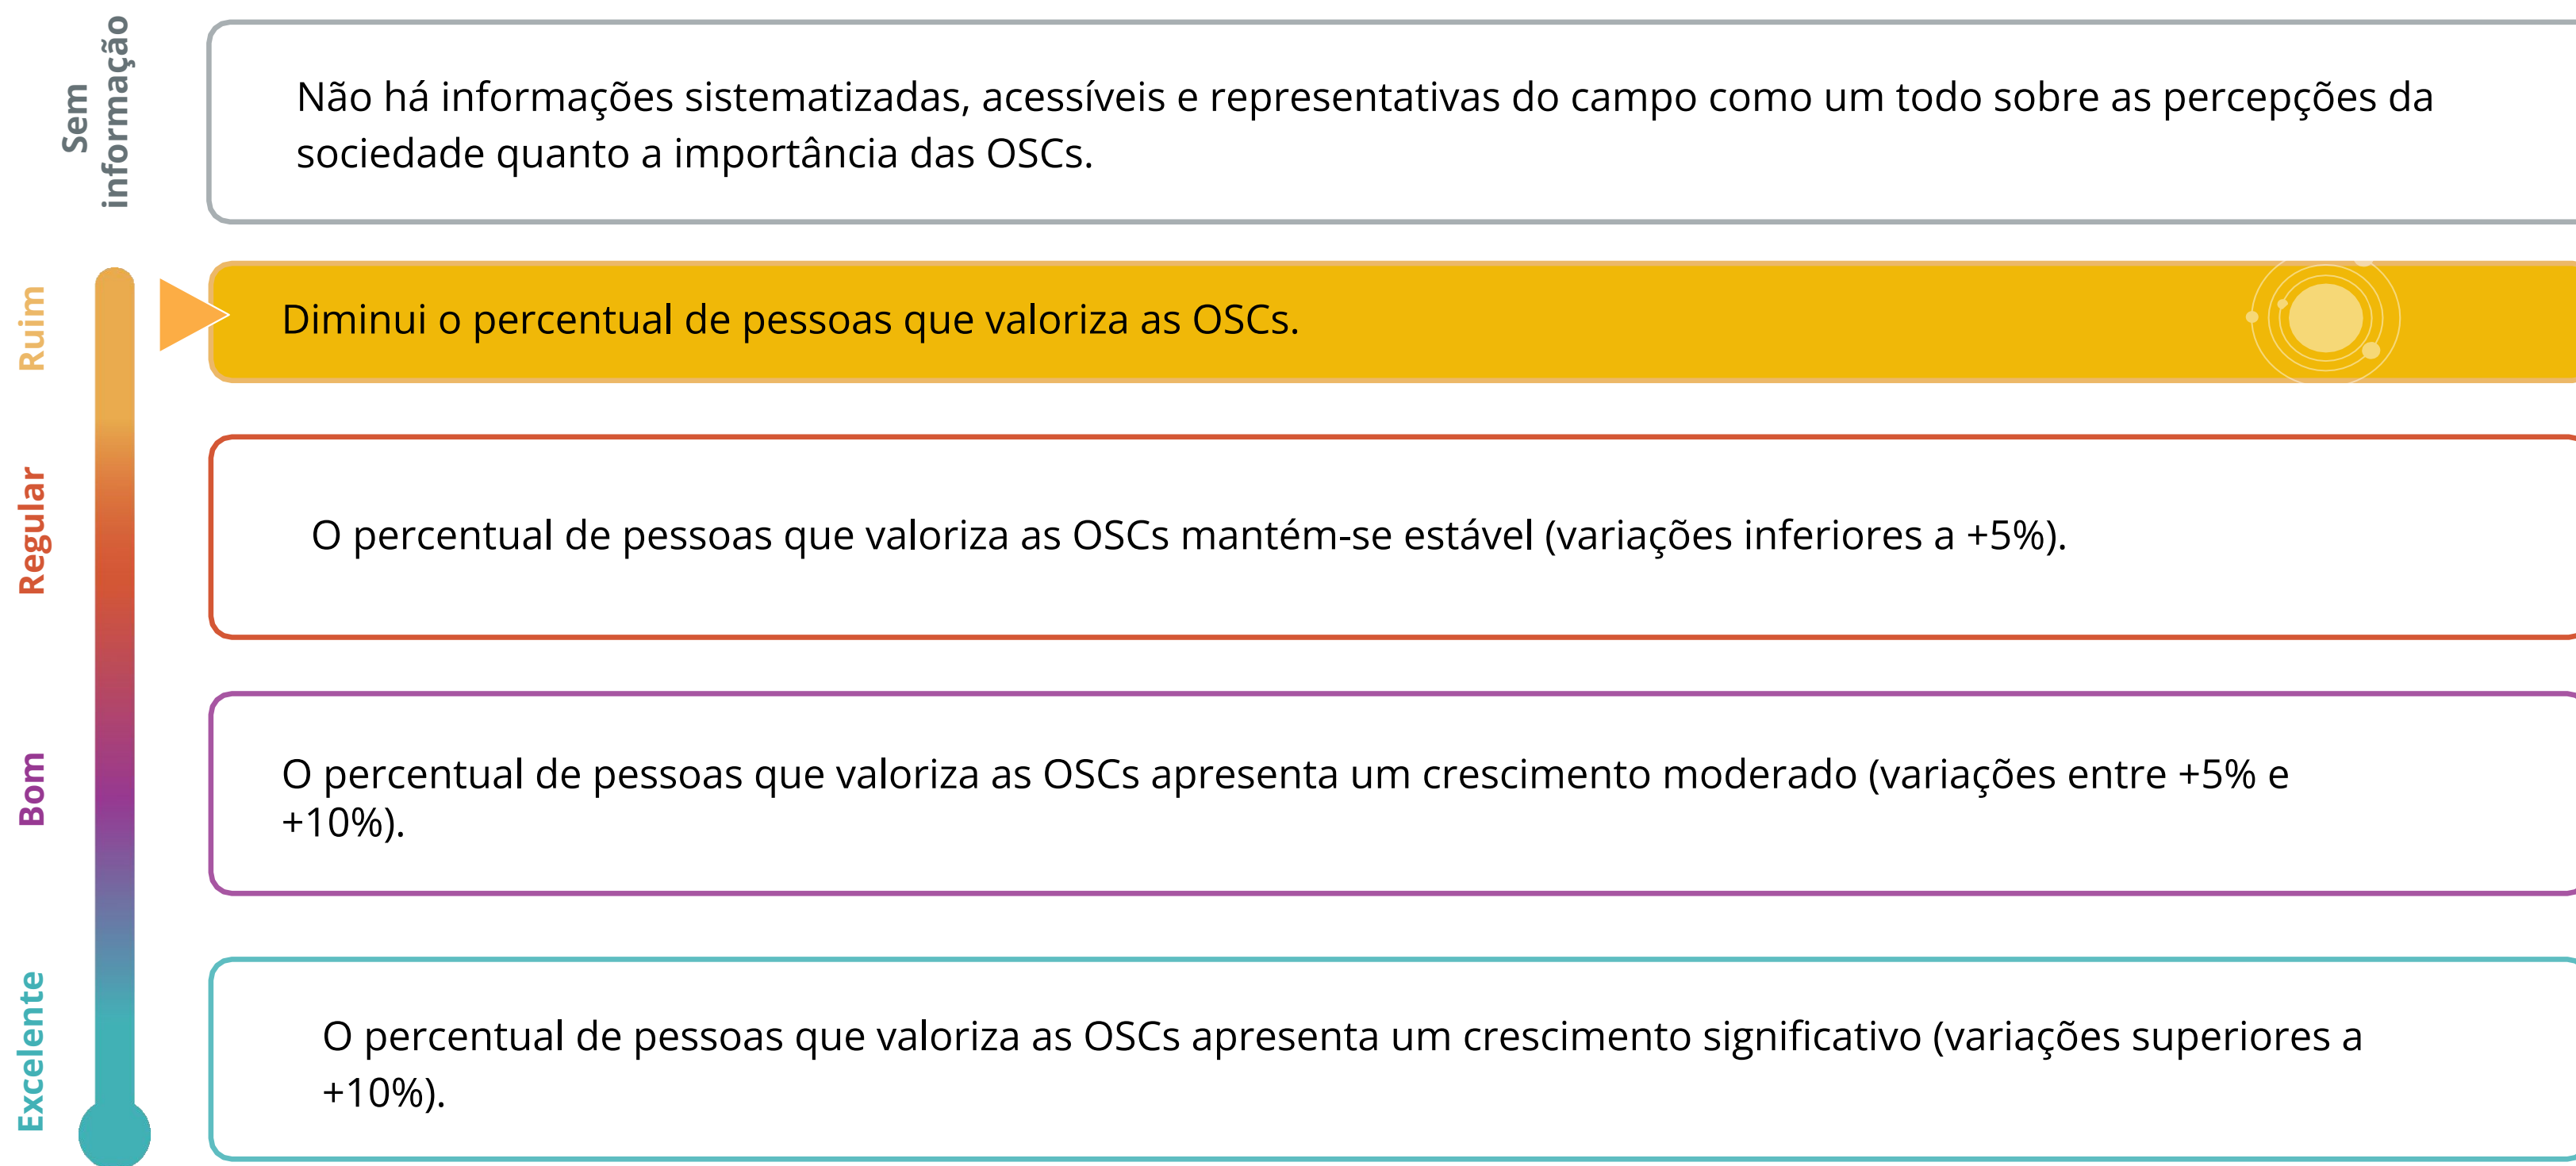 Sem
informação
Não há informações sistematizadas, acessíveis e representativas do campo como um todo sobre as percepções da
sociedade quanto a importância das OSCs.
Ruim
Diminui o percentual de pessoas que valoriza as OSCs.
Regular
O percentual de pessoas que valoriza as OSCs mantém-se estável (variações inferiores a +5%).
Bom
O percentual de pessoas que valoriza as OSCs apresenta um crescimento moderado (variações entre +5% e
+10%).
Excelente
O percentual de pessoas que valoriza as OSCs apresenta um crescimento significativo (variações superiores a
+10%).